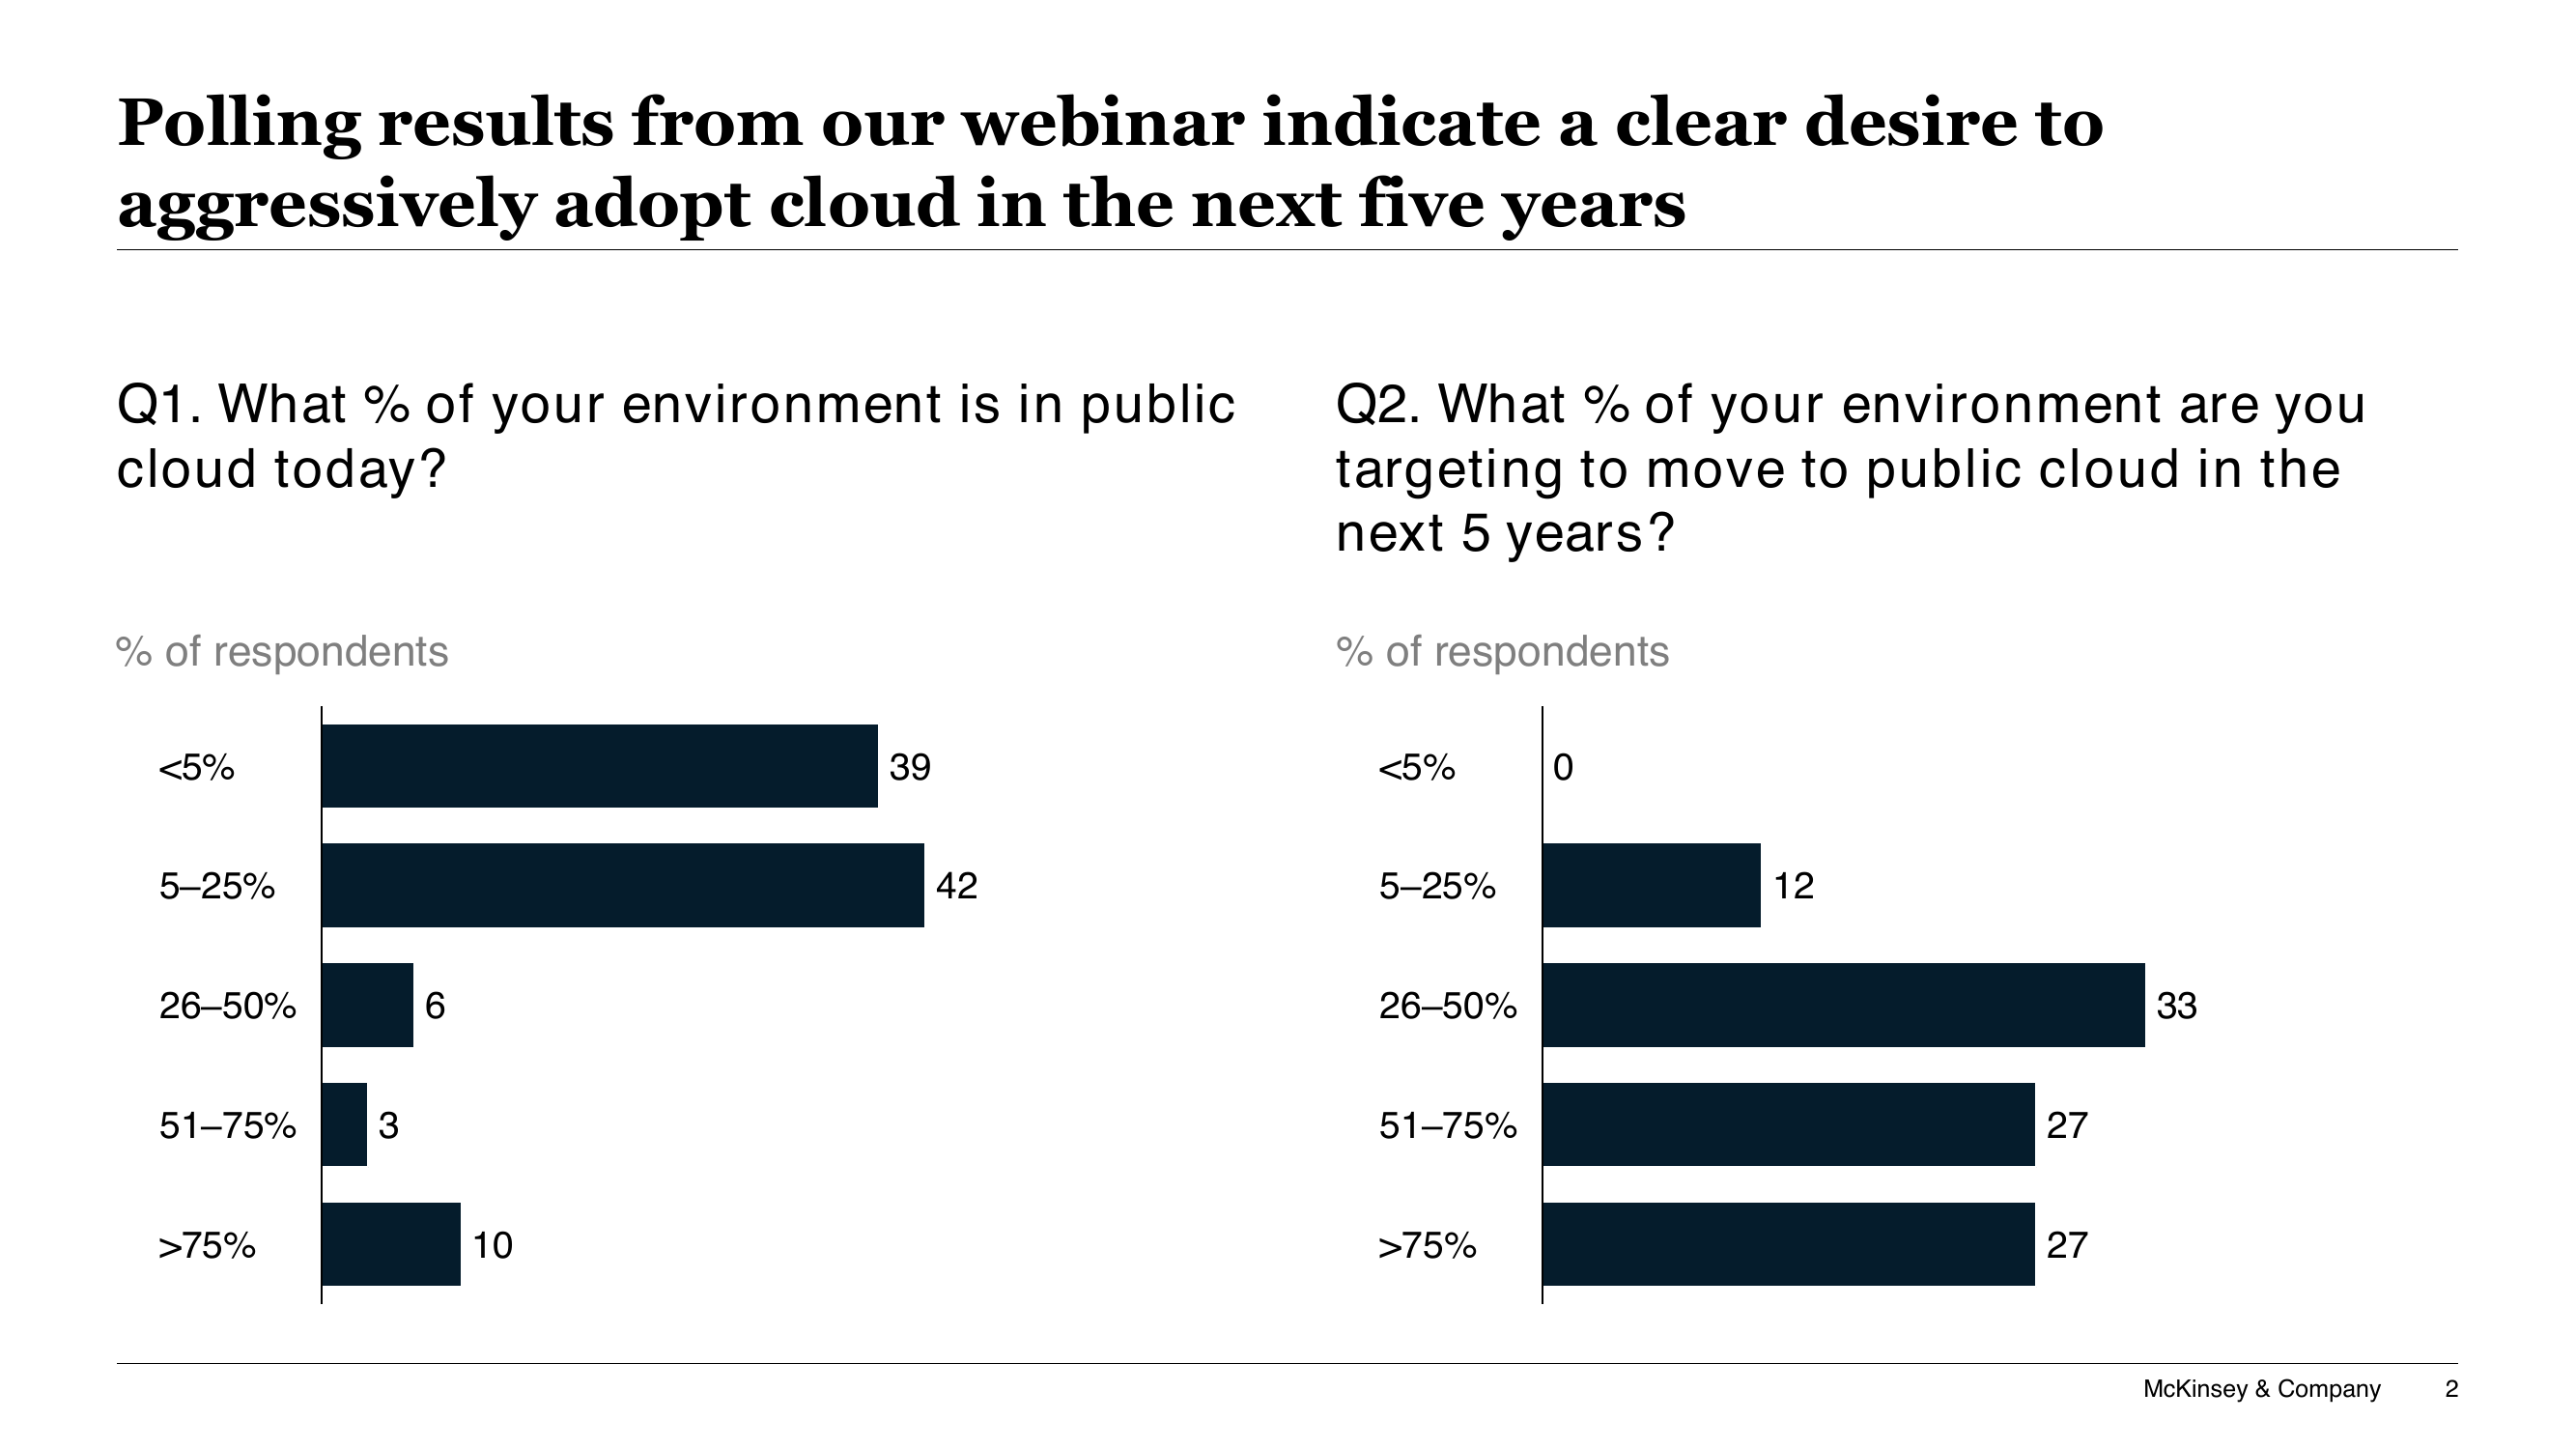 Polling results from our webinar indicate a clear desire to
aggressively adopt cloud in the next five years
Q1. What % of your environment is in public
cloud today?
% of respondents
<5% 39
5–25% 42
26–50% 6
51–75% 3
>75% 10
Q2. What % of your environment are you
targeting to move to public cloud in the
next 5 years?
% of respondents
<5% 0
5–25% 12
26–50% 33
51–75% 27
>75% 27
McKinsey & Company 2